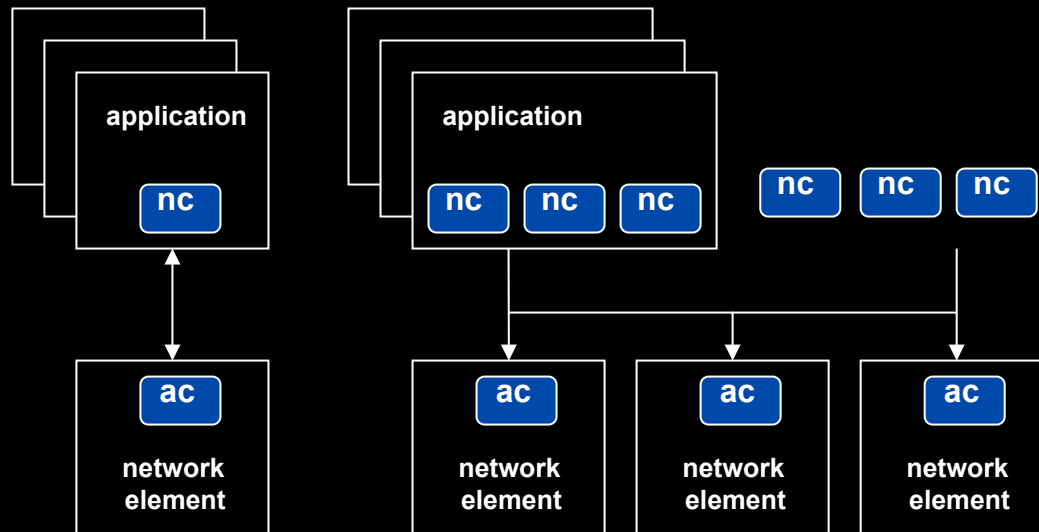 application
application
nc
nc
nc
nc
nc
nc
nc
ac
ac
ac
ac
network
element
network
element
network
element
network
element